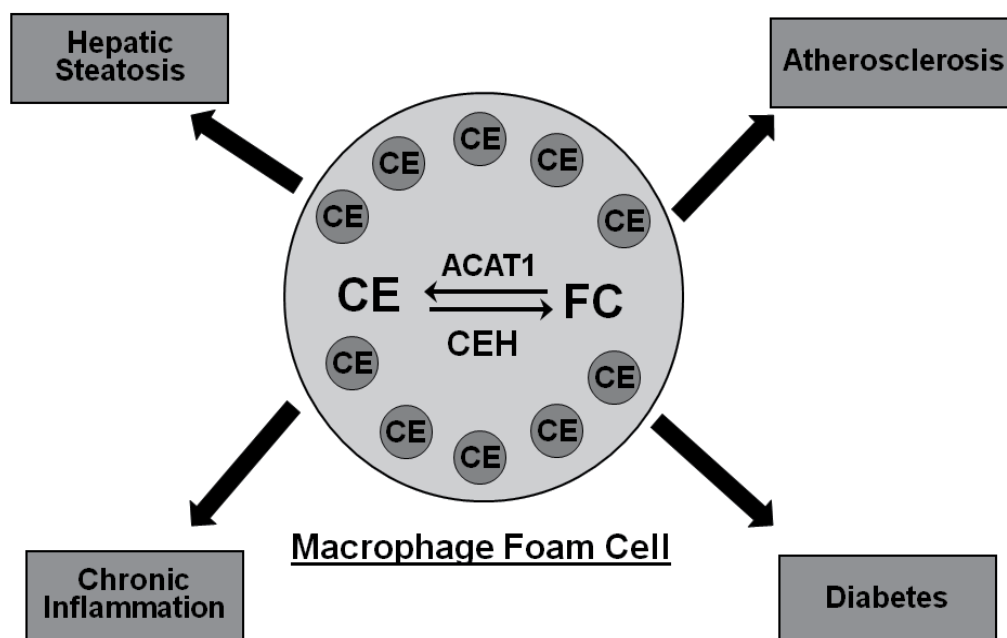 Hepatic
Steatosis
Atherosclerosis
CE
CE
CE
CE
CE
ACAT1
CE
FC
CEH
CE
CE
CE
CE
CE
Macrophage Foam Cell
Chronic
Inflammation
Diabetes